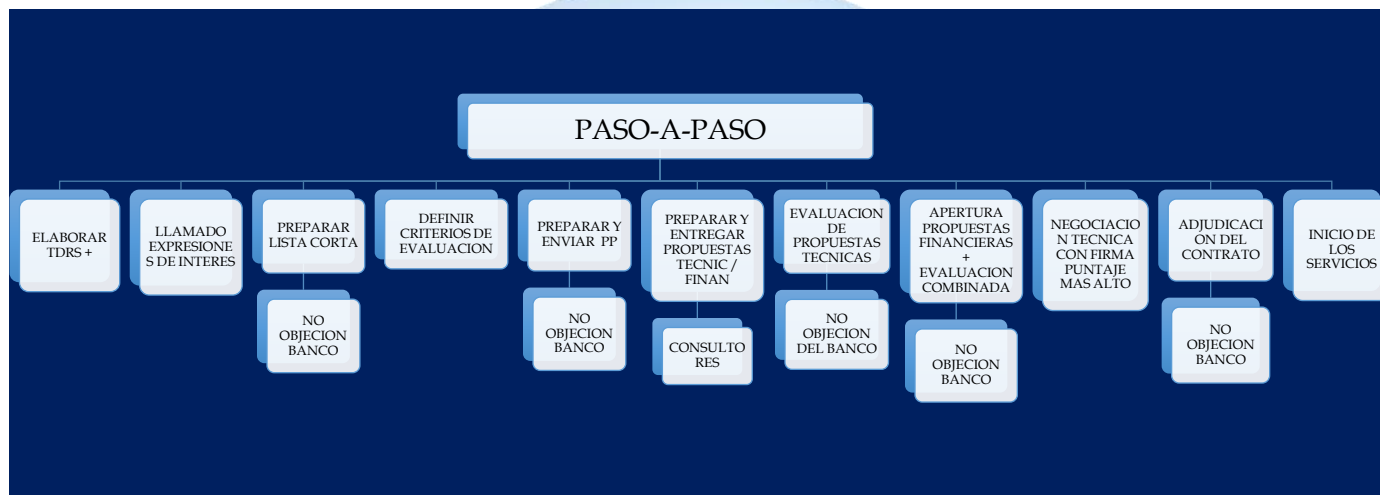 PASO-A-PASO
ELABORAR
TDRS +
LLAMADO
EXPRESIONE
S DE INTERES
PREPARAR
LISTA CORTA
NO
OBJECION
BANCO
DEFINIR
CRITERIOS DE
EVALUACION
PREPARAR Y
ENVIAR PP
NO
OBJECION
BANCO
PREPARAR Y
ENTREGAR
PROPUESTAS
TECNIC /
FINAN
CONSULTO
RES
EVALUACION
DE
PROPUESTAS
TECNICAS
NO
OBJECION
DEL BANCO
APERTURA
PROPUESTAS
FINANCIERAS
+
EVALUACION
COMBINADA
NO
OBJECION
BANCO
NEGOCIACIO
N TECNICA
CON FIRMA
PUNTAJE
MAS ALTO
ADJUDICACI
ON DEL
CONTRATO
NO
OBJECION
BANCO
INICIO DE
LOS
SERVICIOS